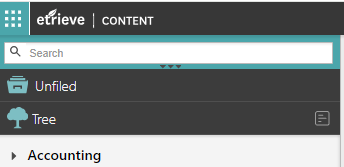 etrieve | CONTENT
Search
Unfiled
Tree
Accounting